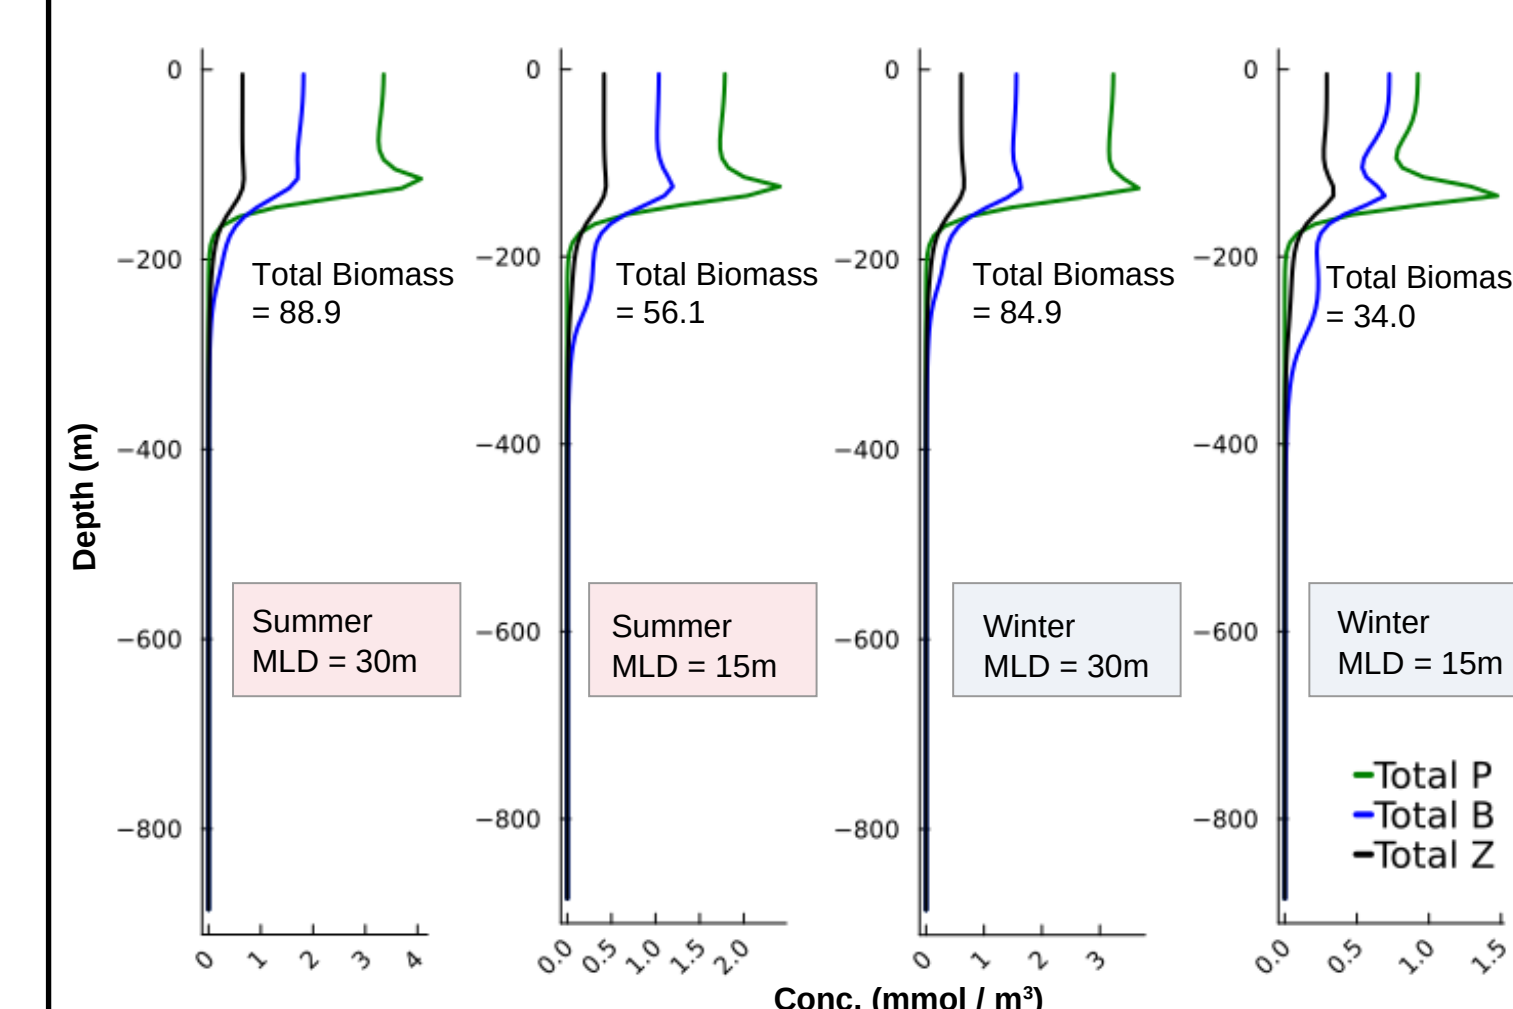 0
−200
−400
−600
−800
0
1
2
3
4
Total Biomass
= 88.9
Summer
MLD = 30m
0
−200
−400
−600
−800
0.0
0.5
1.0
1.5
2.0
Total Biomass
= 56.1
Summer
MLD = 15m
0
−200
−400
−600
−800
0
1
2
3
Total Biomass
= 84.9
Winter
MLD = 30m
0
−200
−400
−600
−800
0.0
0.5
1.0
1.5
Total Biomas
= 34.0
Winter
MLD = 15m
Total P
Total B
Total Z
Depth (m)
Conc. (mmol / m³)